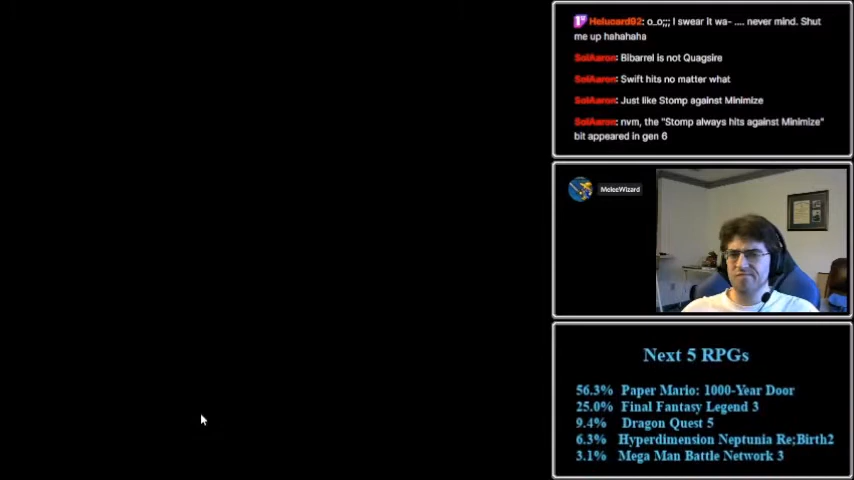 Helucard92: o_o;;; I swear it wa- .... never mind. Shut
me up hahahaha
SolAaron: Bibarrel is not Quagsire
SolAaron: Swift hits no matter what
SolAaron: Just like Stomp against Minimize
SolAaron: nvm, the "Stomp always hits against Minimize"
bit appeared in gen 6
MeleeWizard
Next 5 RPGs
56.3% Paper Mario: 1000-Year Door
25.0% Final Fantasy Legend 3
9.4% Dragon Quest 5
6.3% Hyperdimension Neptunia Re;Birth2
3.1% Mega Man Battle Network 3